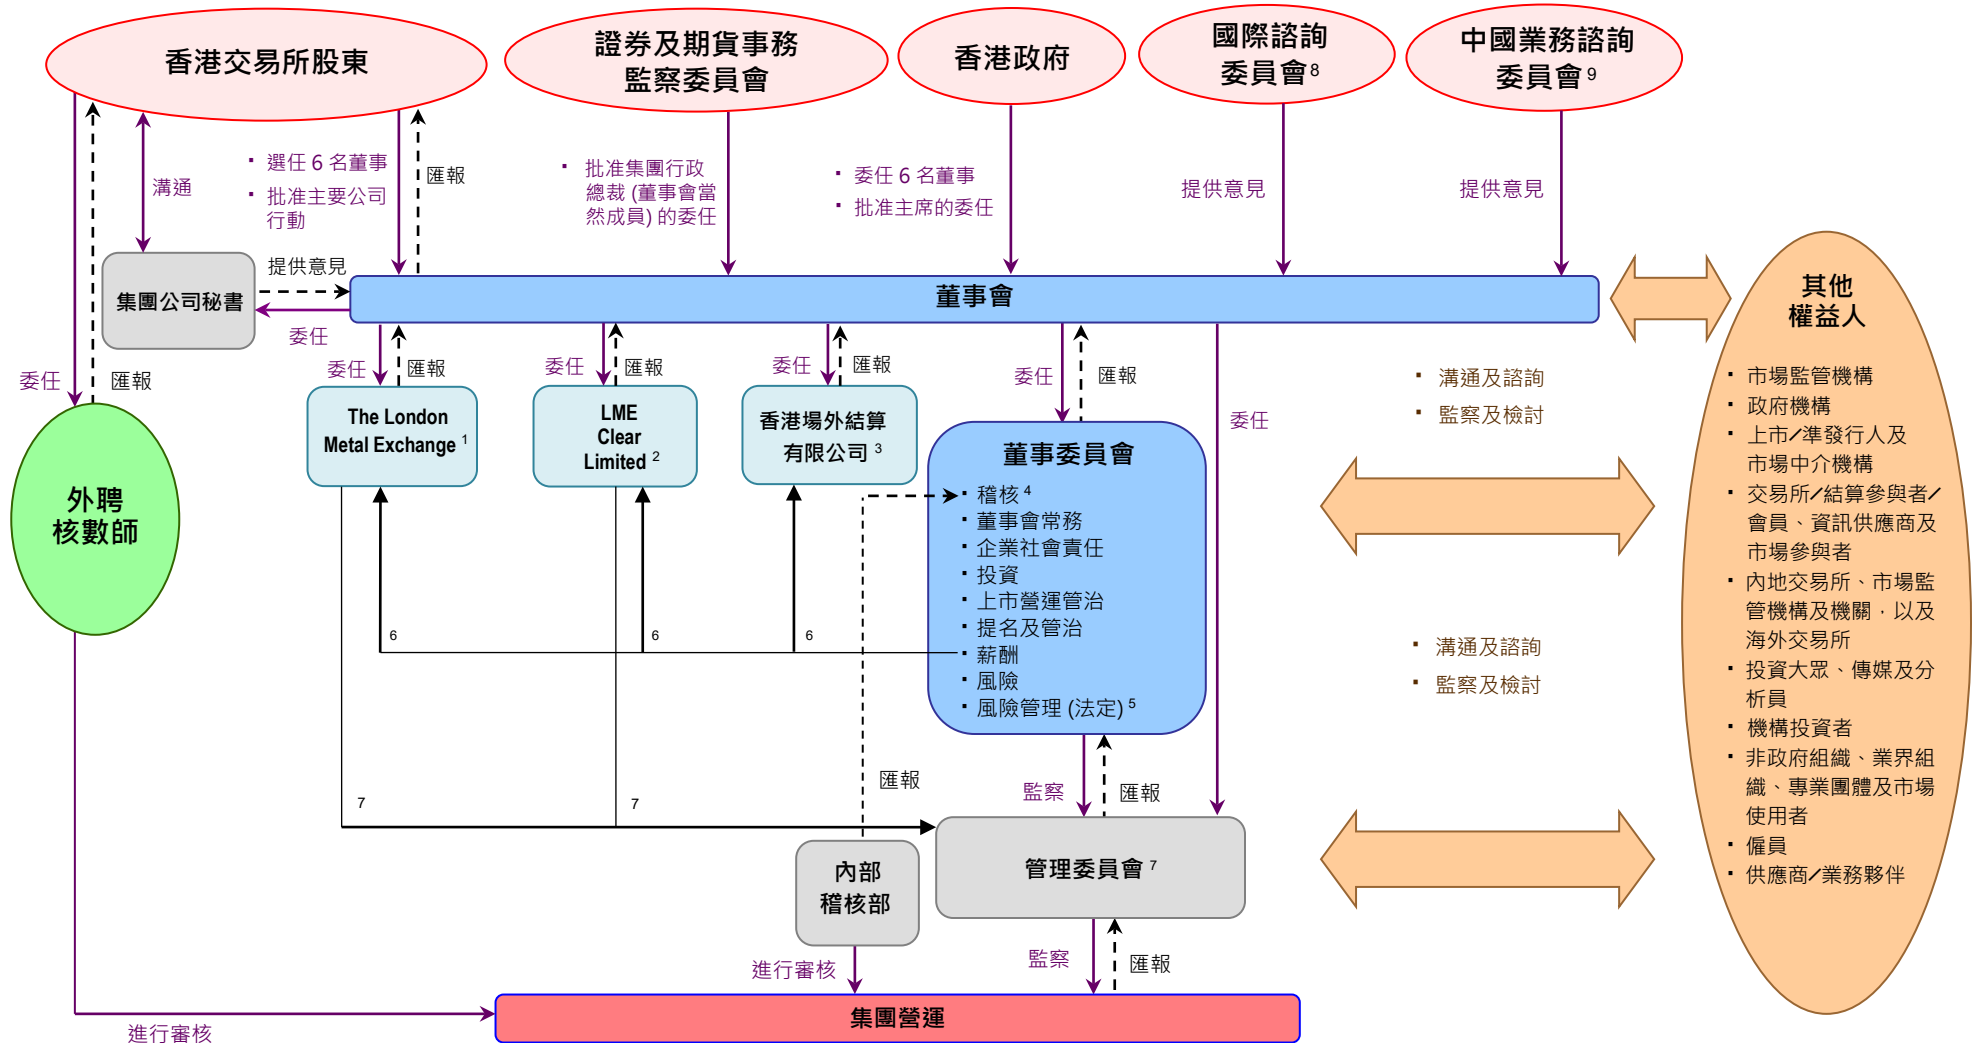 香港交易所股東
證券及期貨事務
監察委員會
香港政府
國際諮詢
委員會 8
中國業務諮詢
委員會 9
溝通
▪ 選任 6 名董事
▪ 批准主要公司
行動
匯報
▪ 批准集團行政
總裁 (董事會當
然成員) 的委任
▪ 委任 6 名董事
▪ 批准主席的委任
提供意見
提供意見
集團公司秘書
提供意見
委任
董事會
委任
匯報
委任
匯報
委任
匯報
委任
匯報
委任
匯報
委任
The London
Metal Exchange 1
LME
Clear
Limited 2
香港場外結算
有限公司 3
外聘
核數師
董事委員會
▪ 稽核 4
▪ 董事會常務
▪ 企業社會責任
▪ 投資
▪ 上市營運管治
▪ 提名及管治
▪ 薪酬
▪ 風險
▪ 風險管理 (法定) 5
6
6
6
7
7
匯報
監察
匯報
管理委員會 7
內部
稽核部
進行審核
監察
匯報
進行審核
集團營運
▪ 溝通及諮詢
▪ 監察及檢討
▪ 溝通及諮詢
▪ 監察及檢討
其他
權益人
▪ 市場監管機構
▪ 政府機構
▪ 上市／準發行人及
市場中介機構
▪ 交易所／結算參與者／
會員、資訊供應商及
市場參與者
▪ 內地交易所、市場監
管機構及機關，以及
海外交易所
▪ 投資大眾、傳媒及分
析員
▪ 機構投資者
▪ 非政府組織、業界組
織、專業團體及市場
使用者
▪ 僱員
▪ 供應商／業務夥伴